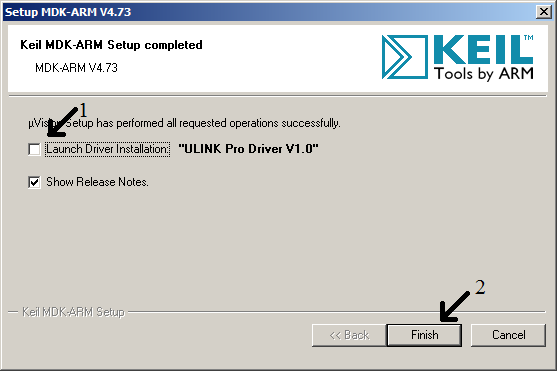 Setup MDK-ARM V4.73
Keil MDK-ARM Setup completed
MDK-ARM V4.73
KEIL™
Tools by ARM
1
µVision Setup has performed all requested operations successfully.
Launch Driver Installation: "ULINK Pro Driver V1.0"
Show Release Notes.
2
Keil MDK-ARM Setup
<< Back Finish Cancel